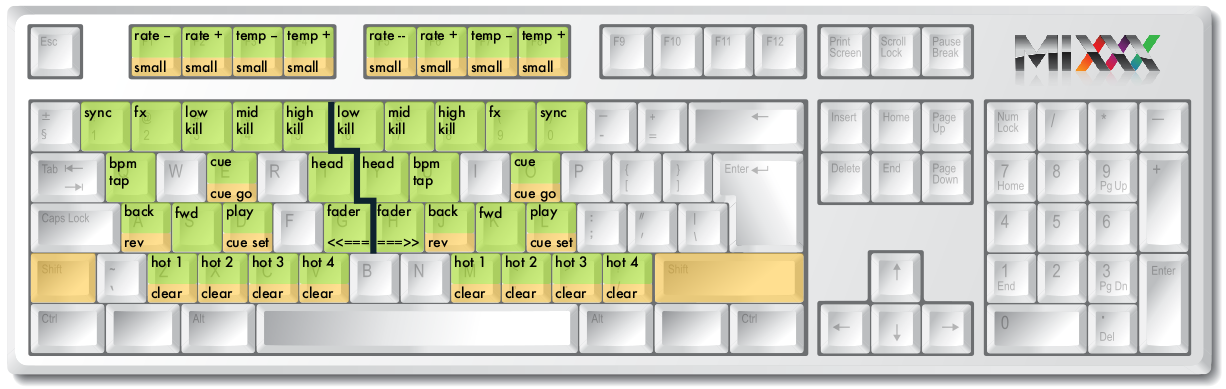 Esc
rate –
small
rate +
small
temp –
small
temp +
small
rate --
small
rate +
small
temp –
small
temp +
small
F9
F10
F11
F12
Print
Screen
Scroll
Lock
Pause
Break
MIXXX
±
§
sync
1
fx
2
low
kill
mid
kill
high
kill
low
kill
mid
kill
high
kill
fx
9
sync
0
–
-
+
=
←
Insert
Home
Page
Up
Num
Lock
/
*
—
Tab
bpm
tap
W
cue
E
cue go
R
head
head
bpm
tap
I
cue
O
cue go
P
{
[
}
]
Enter ↵
Delete
End
Page
Down
7
Home
8
9
Pg Up
+
Caps Lock
back
A
rev
fwd
S
play
D
cue set
F
fader
G
fader
H
<<======>>
back
rev
fwd
K
play
L
cue set
:
;
"
|
\
4
5
6
Shift
~
hot 1
Z
clear
hot 2
X
clear
hot 3
C
clear
hot 4
V
clear
B
N
hot 1
M
clear
hot 2
clear
hot 3
clear
hot 4
/
clear
Shift
↑
1
End
2
3
Pg Dn
Enter
Ctrl
Alt
Alt
Ctrl
←
↓
→
0
.
Del